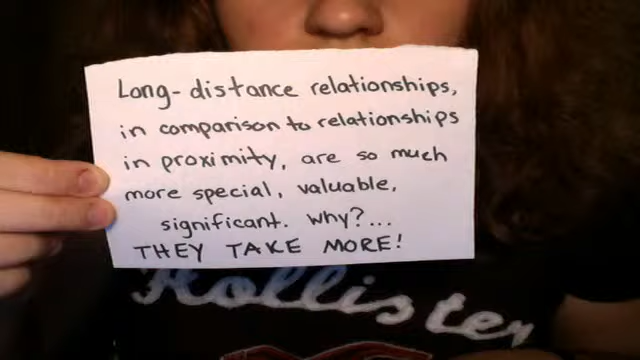 Long-distance relationships,
in comparison to relationships
in proximity, are so much
more special, valuable,
significant. Why?...
THEY TAKE MORE!
Hollister